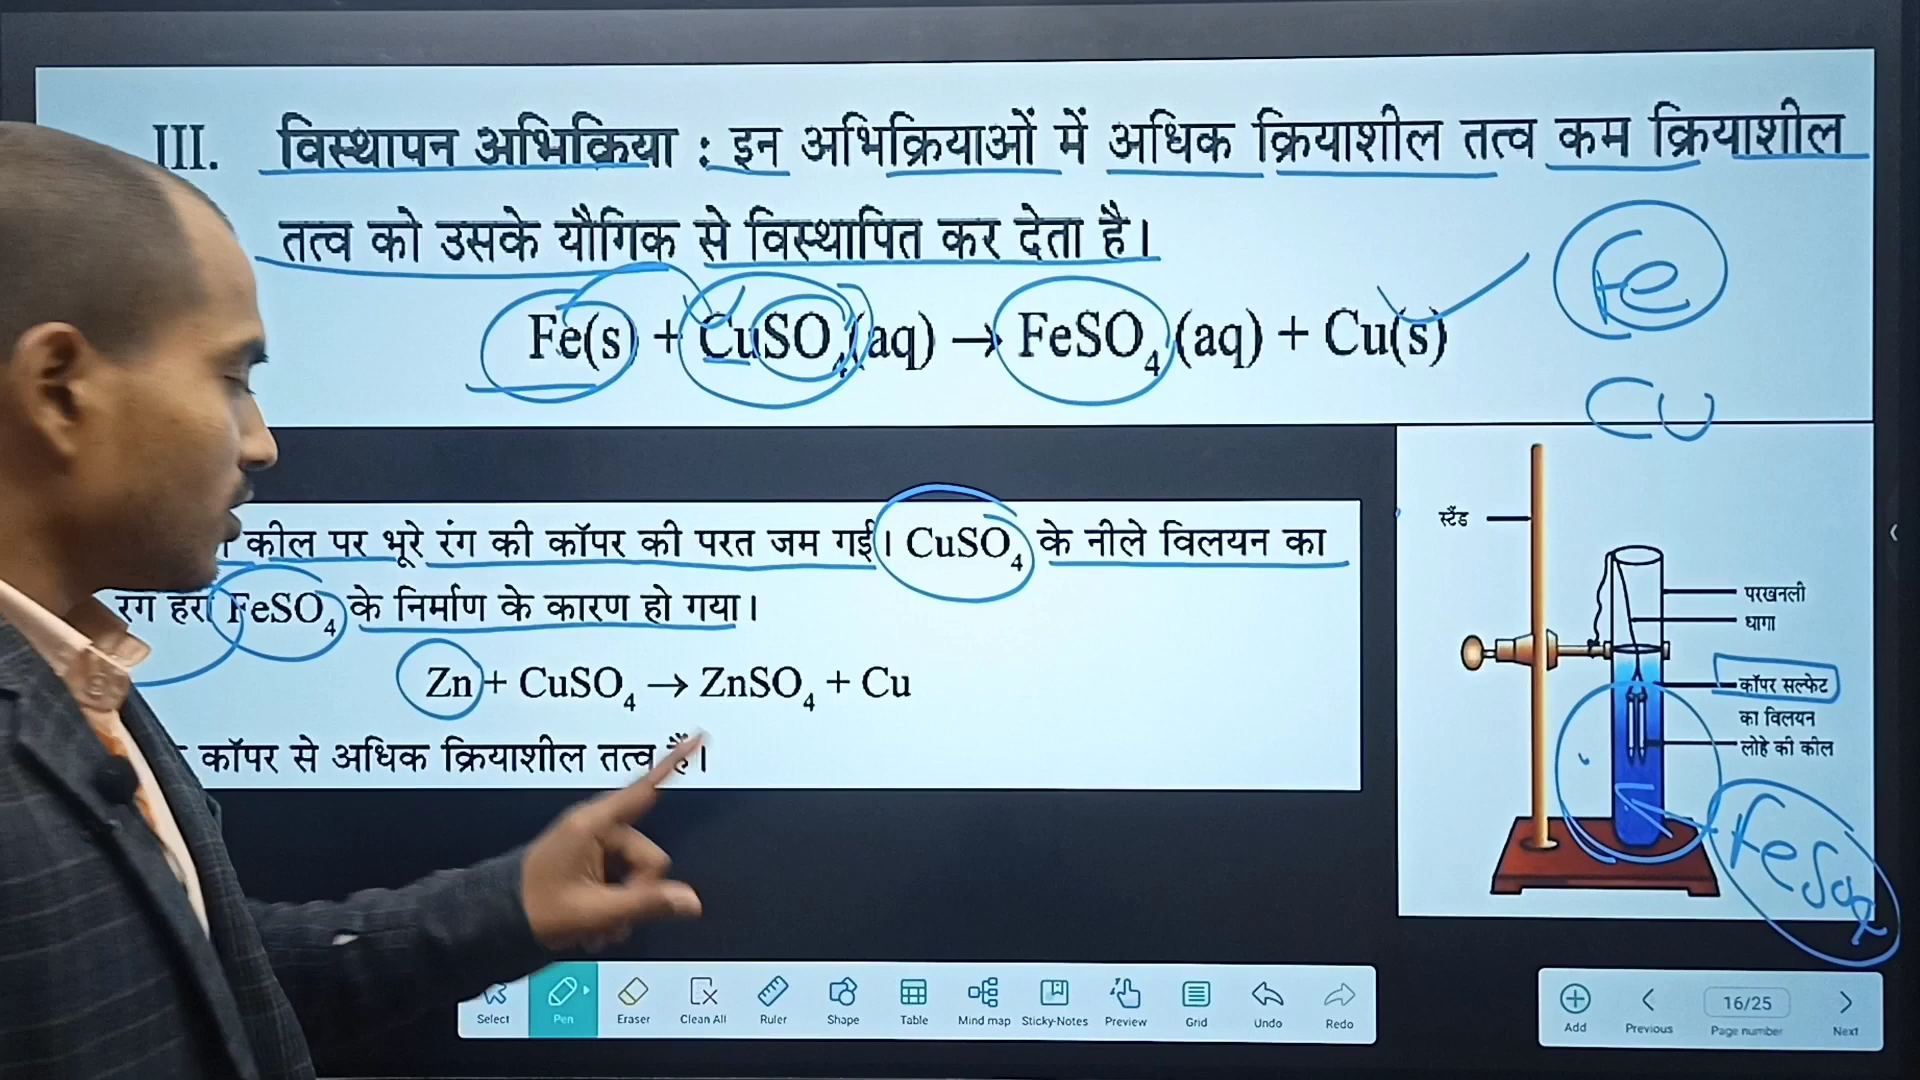 III. विस्थापन अभिक्रिया : इन अभिक्रियाओं में अधिक क्रियाशील तत्व कम क्रियाशील
तत्व को उसके यौगिक से विस्थापित कर देता है।
Fe(s) + CuSO₄(aq) → FeSO₄(aq) + Cu(s)
Fe
Cu
कील पर भूरे रंग की कॉपर की परत जम गई। CuSO₄ के नीले विलयन का
रंग हरा FeSO₄ के निर्माण के कारण हो गया।
Zn + CuSO₄ → ZnSO₄ + Cu
कॉपर से अधिक क्रियाशील तत्व हैं।
स्टैंड
परखनली
धागा
कॉपर सल्फेट
का विलयन
लोहे की कील
Select Pen Eraser Clean All Ruler Shape Table Mind map Sticky-Notes Preview Grid Undo Redo
Add Previous 16/25 Page number Next